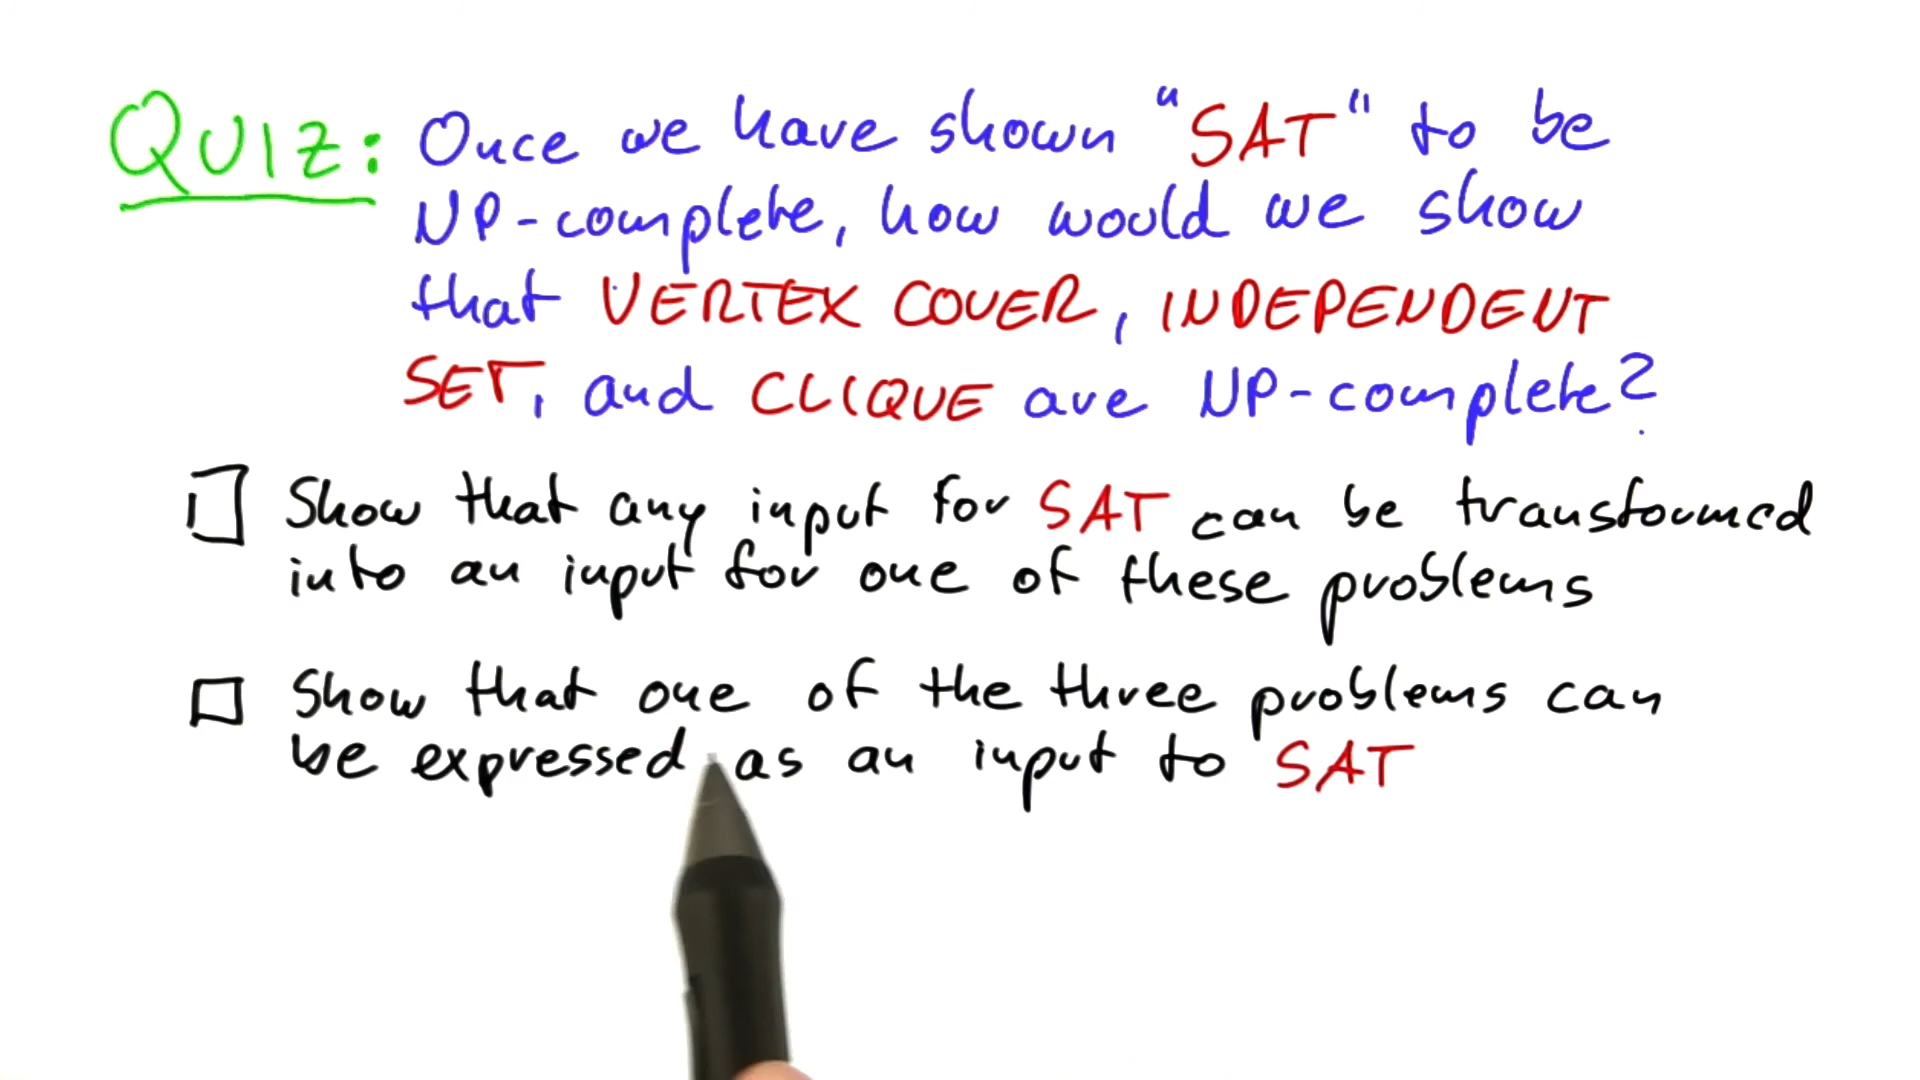 QUIZ: Once we have shown "SAT" to be
NP-complete, how would we show
that VERTEX COVER, INDEPENDENT
SET, and CLIQUE are NP-complete?
Show that any input for SAT can be transformed
into an input for one of these problems
Show that one of the three problems can
be expressed as an input to SAT